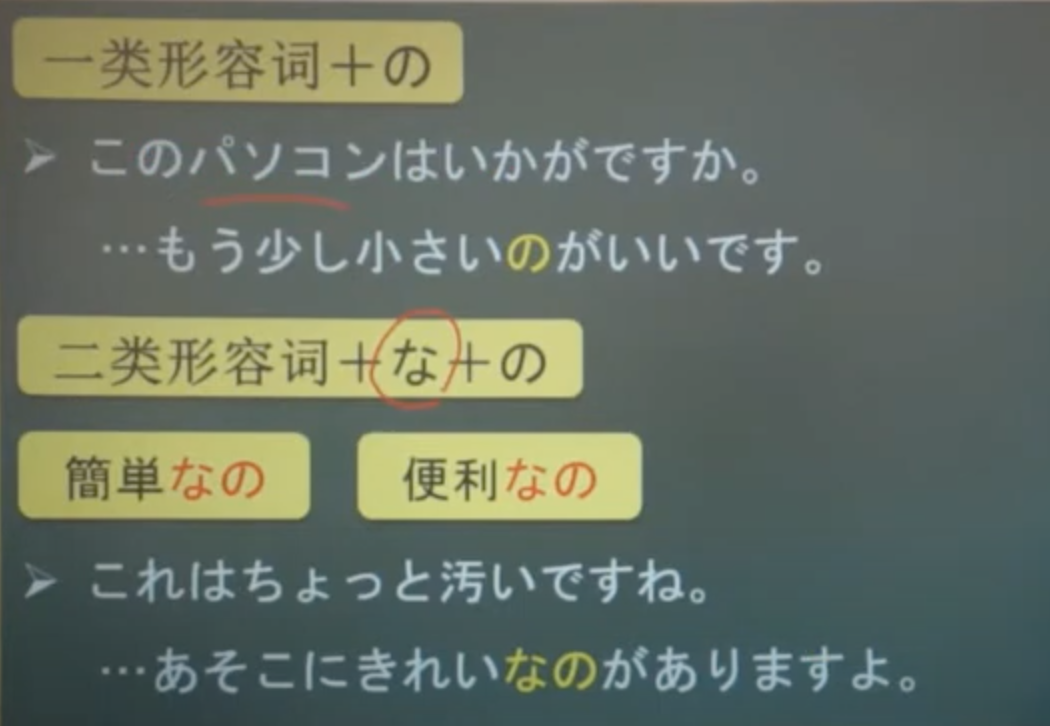 一类形容词＋の
➢ このパソコンはいかがですか。
…もう少し小さいのがいいです。
二类形容词＋な＋の
簡単なの 便利なの
➢ これはちょっと汚いですね。
…あそこにきれいなのがありますよ。